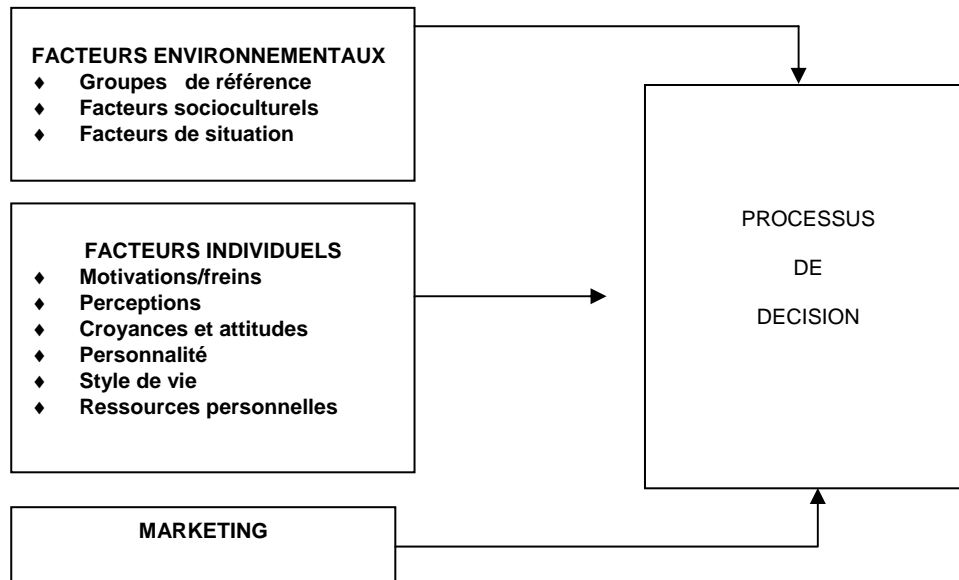 FACTEURS ENVIRONNEMENTAUX
♦ Groupes de référence
♦ Facteurs socioculturels
♦ Facteurs de situation
FACTEURS INDIVIDUELS
♦ Motivations/freins
♦ Perceptions
♦ Croyances et attitudes
♦ Personnalité
♦ Style de vie
♦ Ressources personnelles
MARKETING
PROCESSUS
DE
DECISION